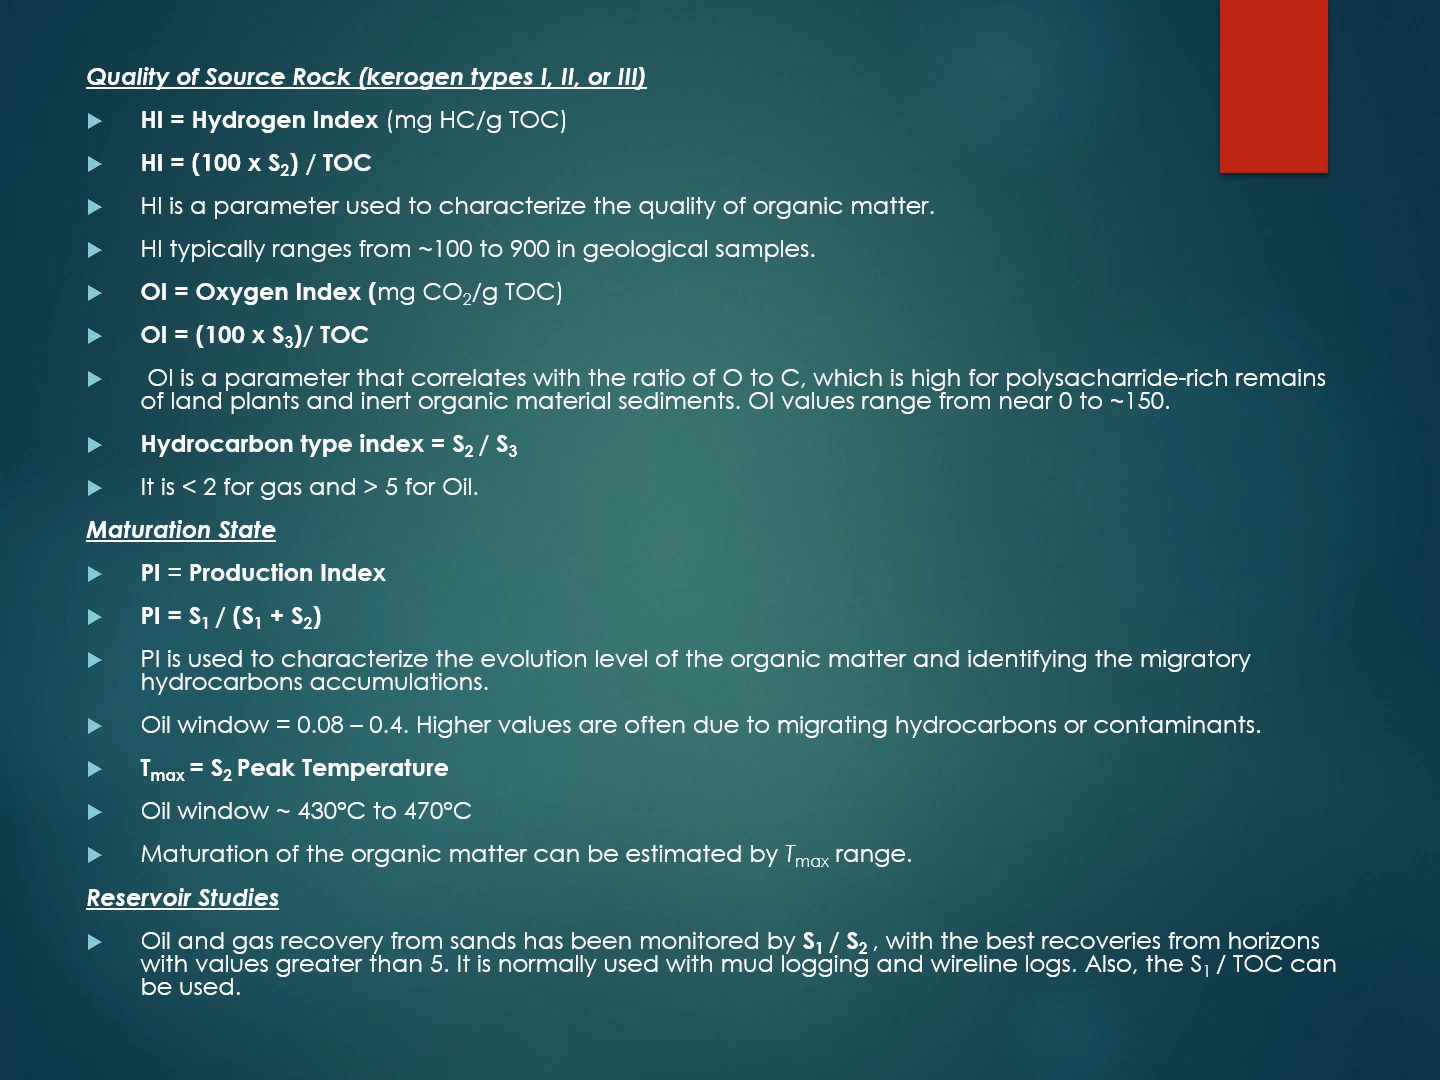 Quality of Source Rock (kerogen types I, II, or III)
HI = Hydrogen Index (mg HC/g TOC)
HI = (100 x S₂) / TOC
HI is a parameter used to characterize the quality of organic matter.
HI typically ranges from ~100 to 900 in geological samples.
OI = Oxygen Index (mg CO₂/g TOC)
OI = (100 x S₃)/ TOC
OI is a parameter that correlates with the ratio of O to C, which is high for polysacharride-rich remains
of land plants and inert organic material sediments. OI values range from near 0 to ~150.
Hydrocarbon type index = S₂ / S₃
It is < 2 for gas and > 5 for Oil.
Maturation State
PI = Production Index
PI = S₁ / (S₁ + S₂)
PI is used to characterize the evolution level of the organic matter and identifying the migratory
hydrocarbons accumulations.
Oil window = 0.08 – 0.4. Higher values are often due to migrating hydrocarbons or contaminants.
Tmax = S₂ Peak Temperature
Oil window ~ 430°C to 470°C
Maturation of the organic matter can be estimated by Tmax range.
Reservoir Studies
Oil and gas recovery from sands has been monitored by S₁ / S₂ , with the best recoveries from horizons
with values greater than 5. It is normally used with mud logging and wireline logs. Also, the S₁ / TOC can
be used.